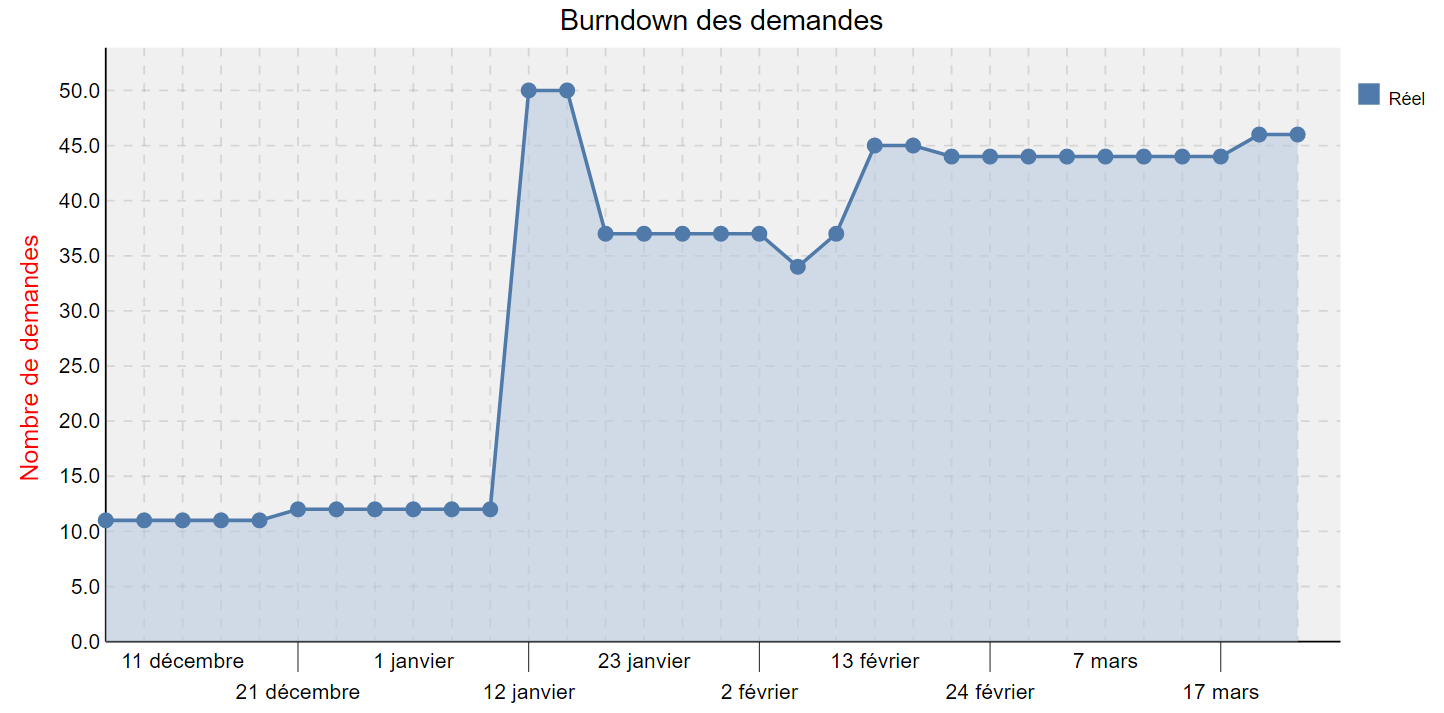 Burndown des demandes
Réel
Nombre de demandes
50.0
45.0
40.0
35.0
30.0
25.0
20.0
15.0
10.0
5.0
0.0
11 décembre
21 décembre
1 janvier
12 janvier
23 janvier
2 février
13 février
24 février
7 mars
17 mars